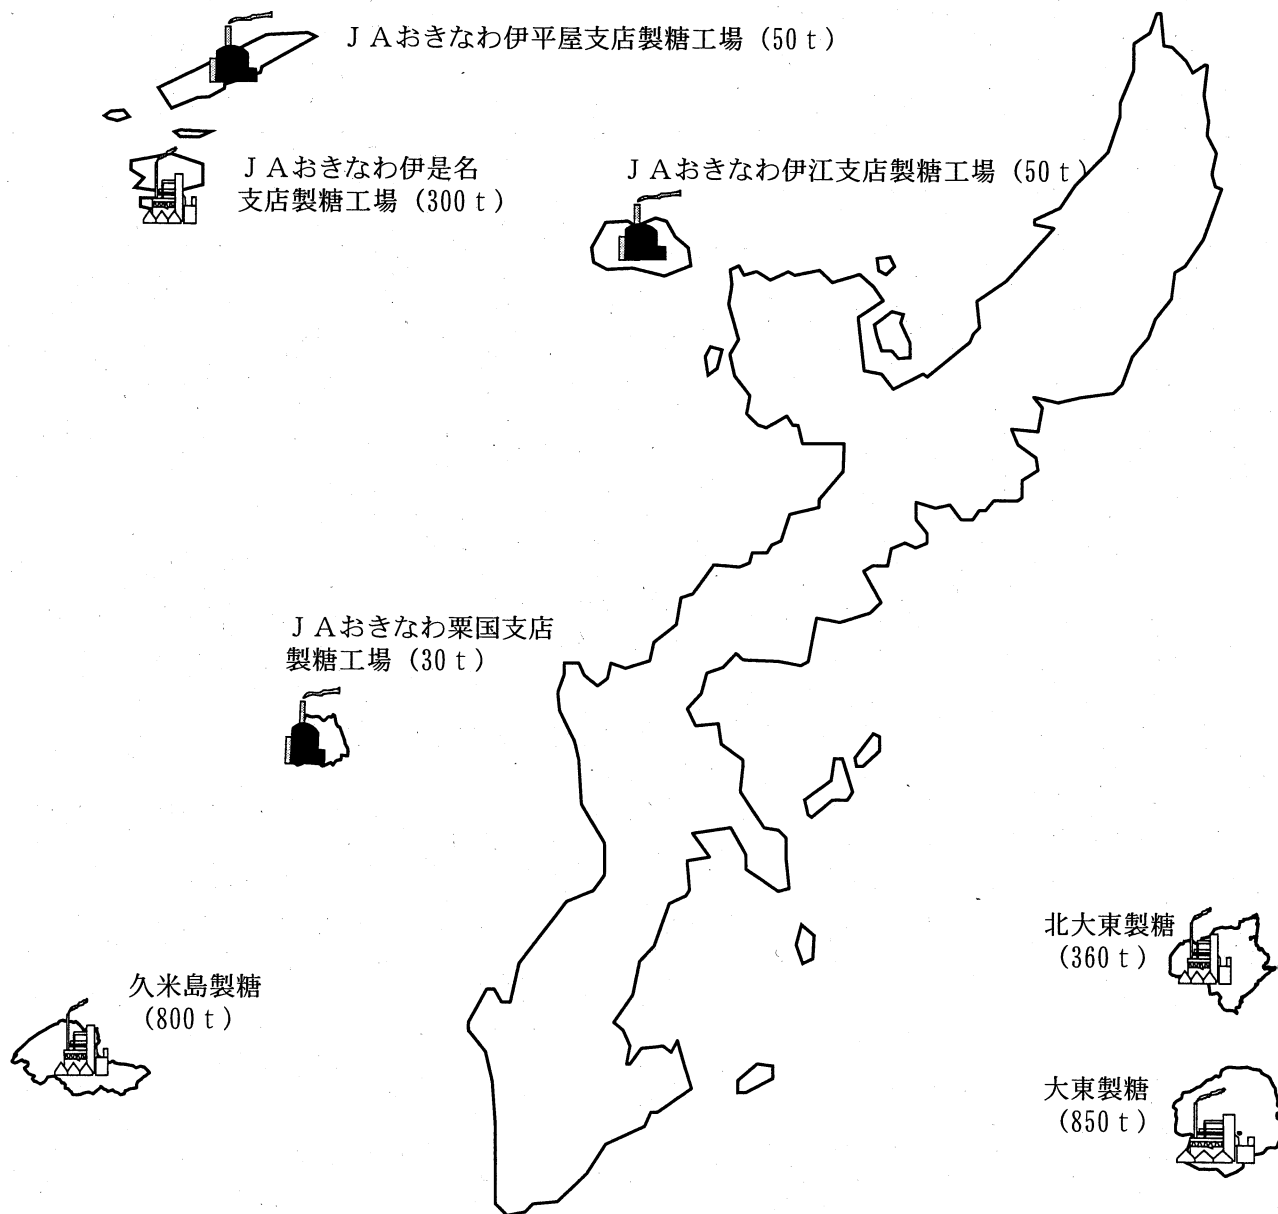 ＪＡおきなわ伊平屋支店製糖工場（50ｔ）
ＪＡおきなわ伊是名
支店製糖工場（300ｔ）
ＪＡおきなわ伊江支店製糖工場（50ｔ）
ＪＡおきなわ粟国支店
製糖工場（30ｔ）
北大東製糖
（360ｔ）
久米島製糖
（800ｔ）
大東製糖
（850ｔ）